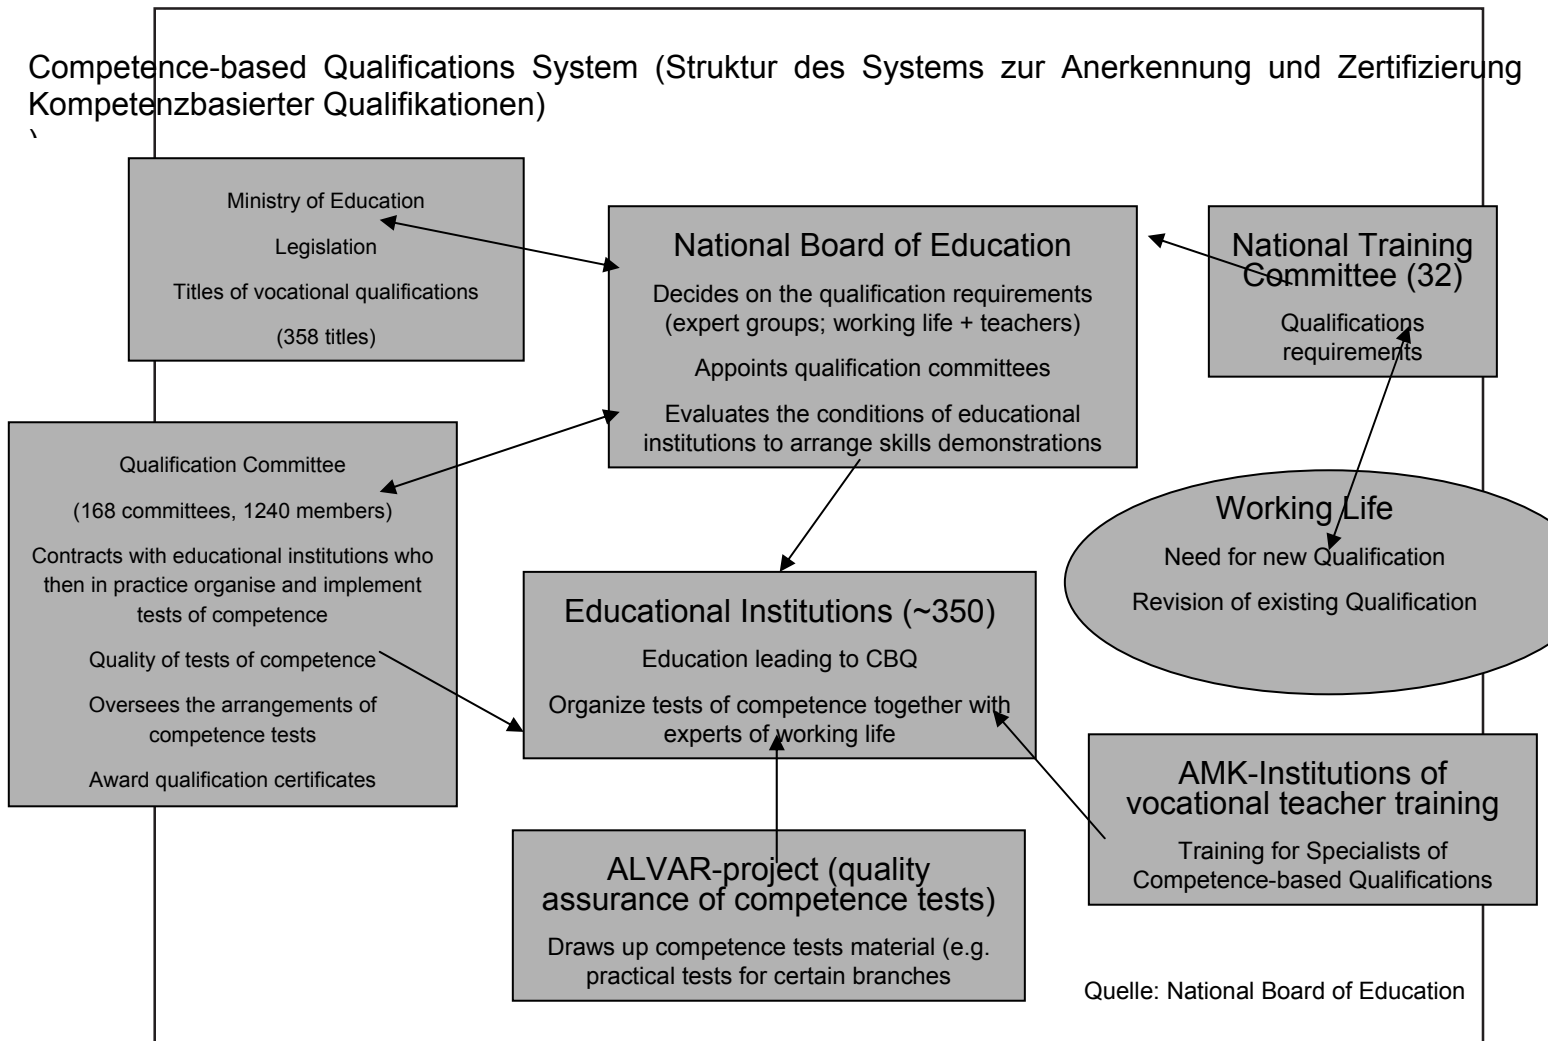 Competence-based Qualifications System (Struktur des Systems zur Anerkennung und Zertifizierung
Kompetenzbasierter Qualifikationen)
)
Ministry of Education
Legislation
Titles of vocational qualifications
(358 titles)
National Board of Education
Decides on the qualification requirements
(expert groups; working life + teachers)
Appoints qualification committees
Evaluates the conditions of educational
institutions to arrange skills demonstrations
National Training
Committee (32)
Qualifications
requirements
Qualification Committee
(168 committees, 1240 members)
Contracts with educational institutions who
then in practice organise and implement
tests of competence
Quality of tests of competence
Oversees the arrangements of
competence tests
Award qualification certificates
Working Life
Need for new Qualification
Revision of existing Qualification
Educational Institutions (~350)
Education leading to CBQ
Organize tests of competence together with
experts of working life
AMK-Institutions of
vocational teacher training
Training for Specialists of
Competence-based Qualifications
ALVAR-project (quality
assurance of competence tests)
Draws up competence tests material (e.g.
practical tests for certain branches
Quelle: National Board of Education